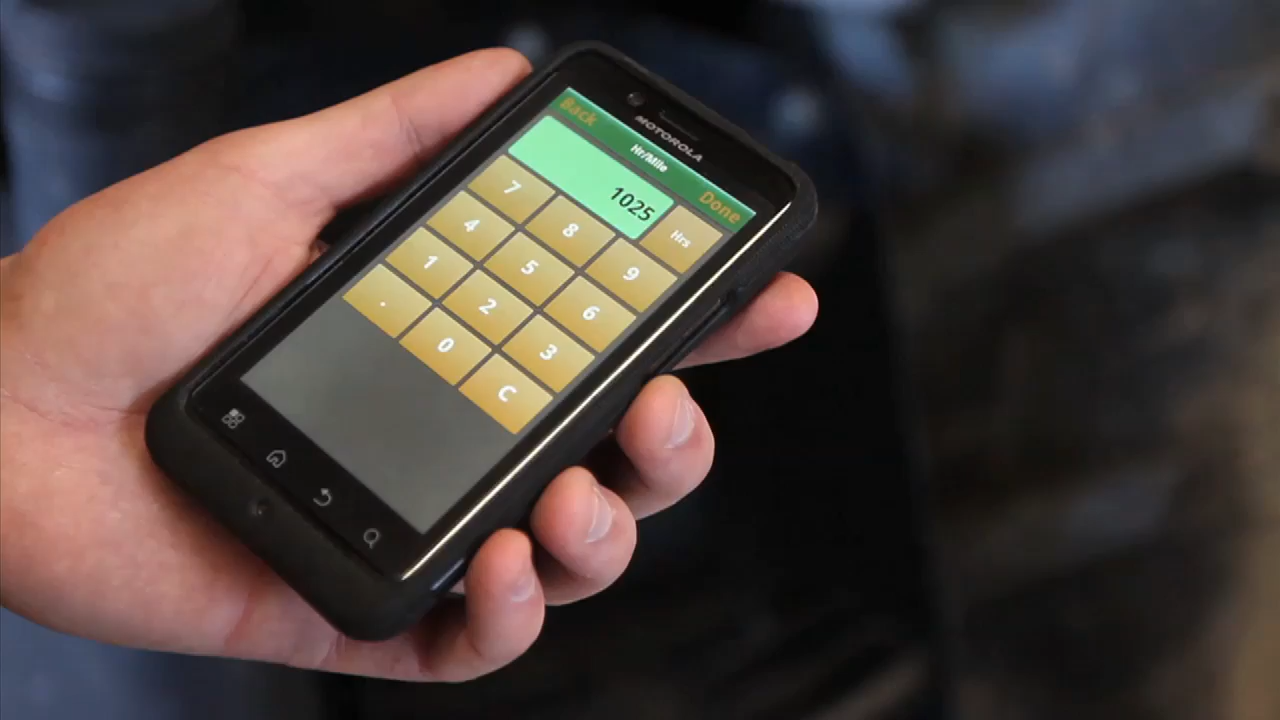 MOTOROLA
Back Hr/Mile Done
1025 Hrs
7 8 9
4 5 6
1 2 3
. 0 C